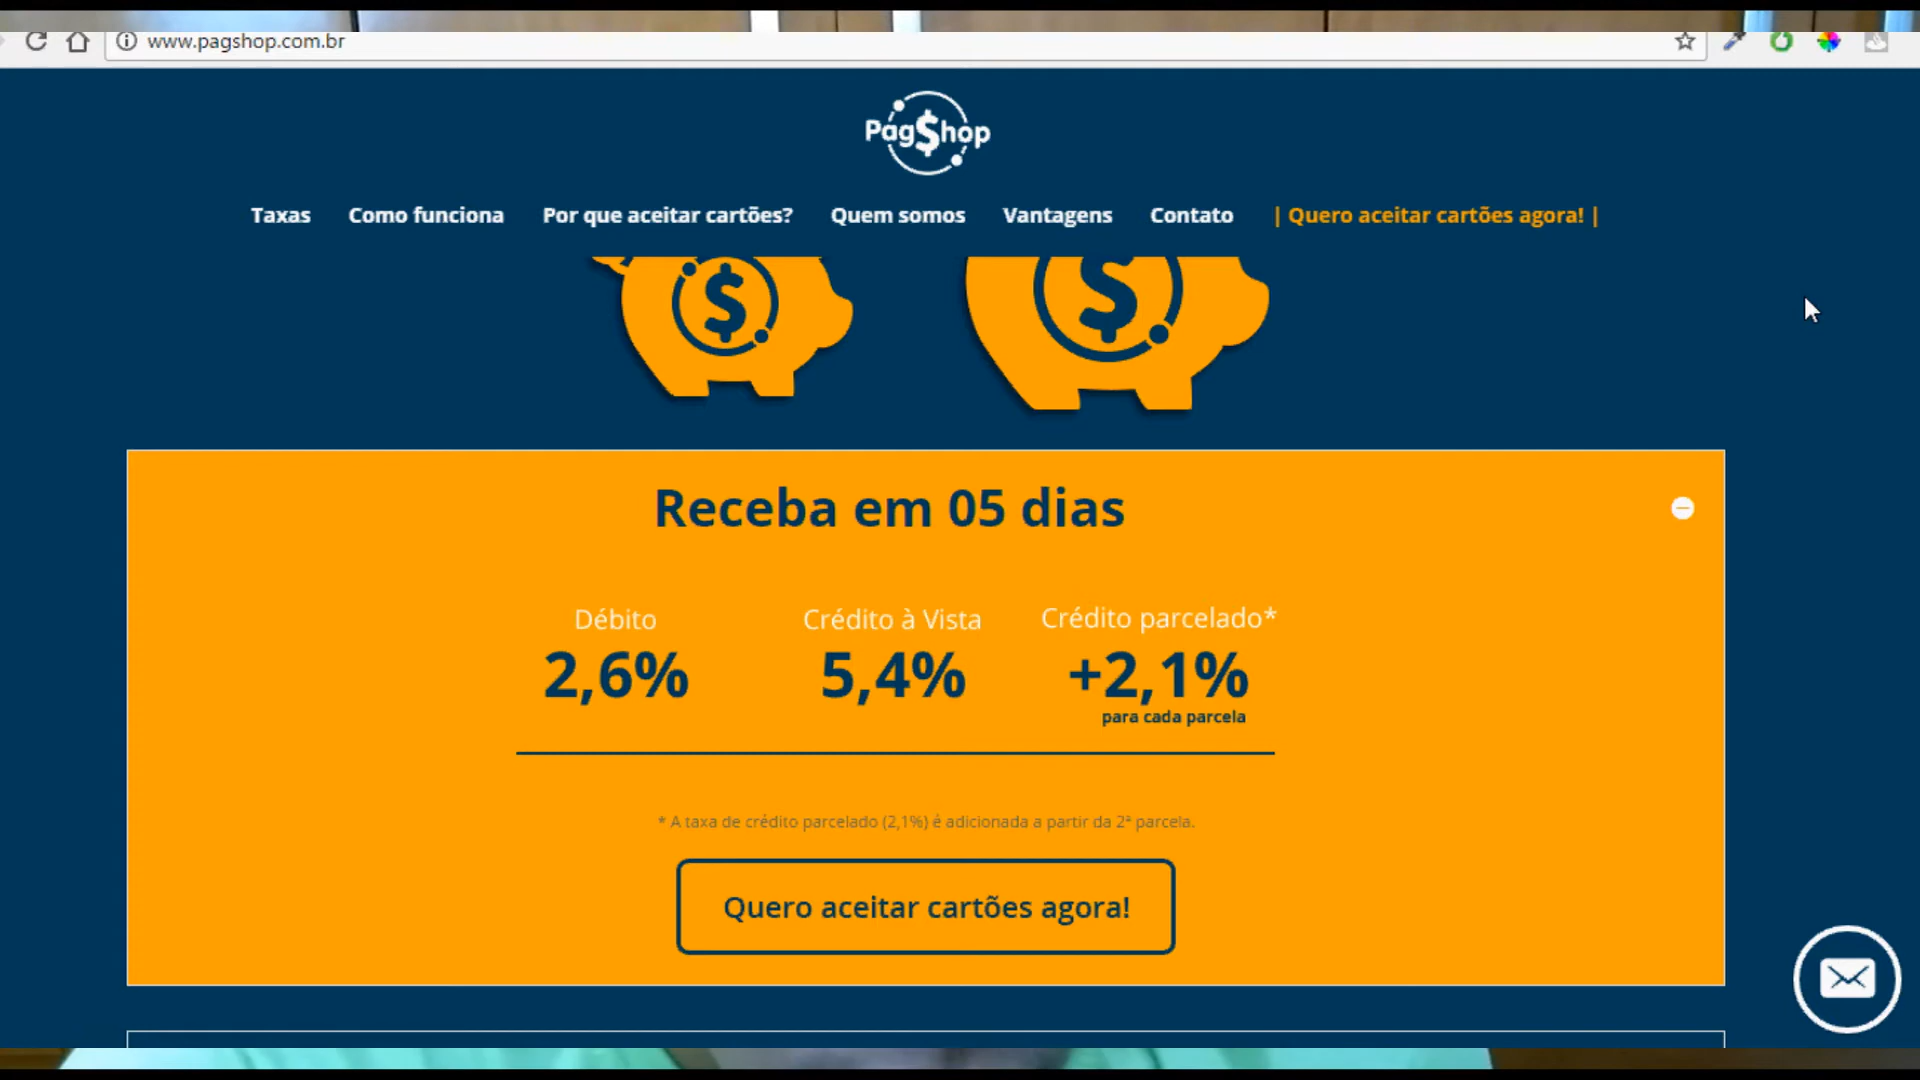 www.pagshop.com.br
Pag$hop
Taxas
Como funciona
Por que aceitar cartões?
Quem somos
Vantagens
Contato
| Quero aceitar cartões agora! |
$
$
Receba em 05 dias
Débito
Crédito à Vista
Crédito parcelado*
2,6%
5,4%
+2,1%
para cada parcela
* A taxa de crédito parcelado (2,1%) é adicionada a partir da 2ª parcela.
Quero aceitar cartões agora!